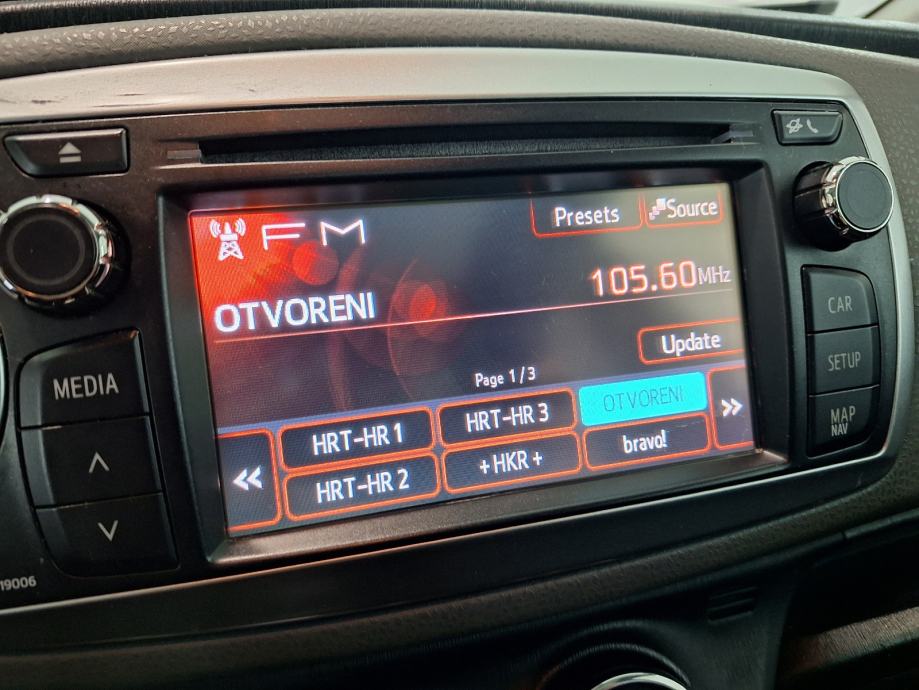 FM
Presets
Source
105.60MHz
OTVORENI
Update
Page 1/3
HRT-HR 1
HRT-HR 3
OTVORENI
HRT-HR 2
+HKR+
bravo!
MEDIA
CAR
SETUP
MAP
NAV
19006